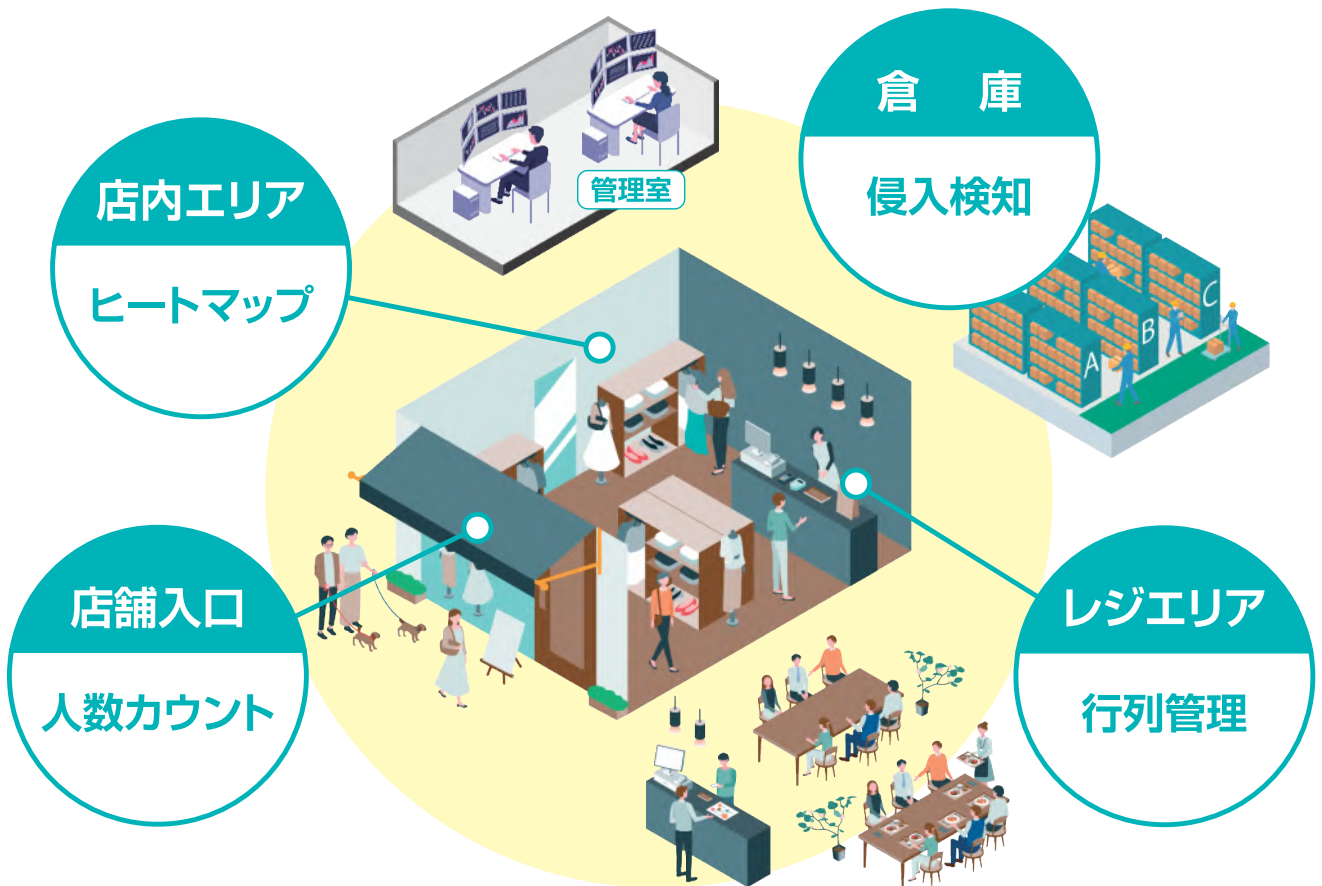 管理室
倉 庫
侵入検知
店内エリア
ヒートマップ
A
B
C
店舗入口
人数カウント
レジエリア
行列管理